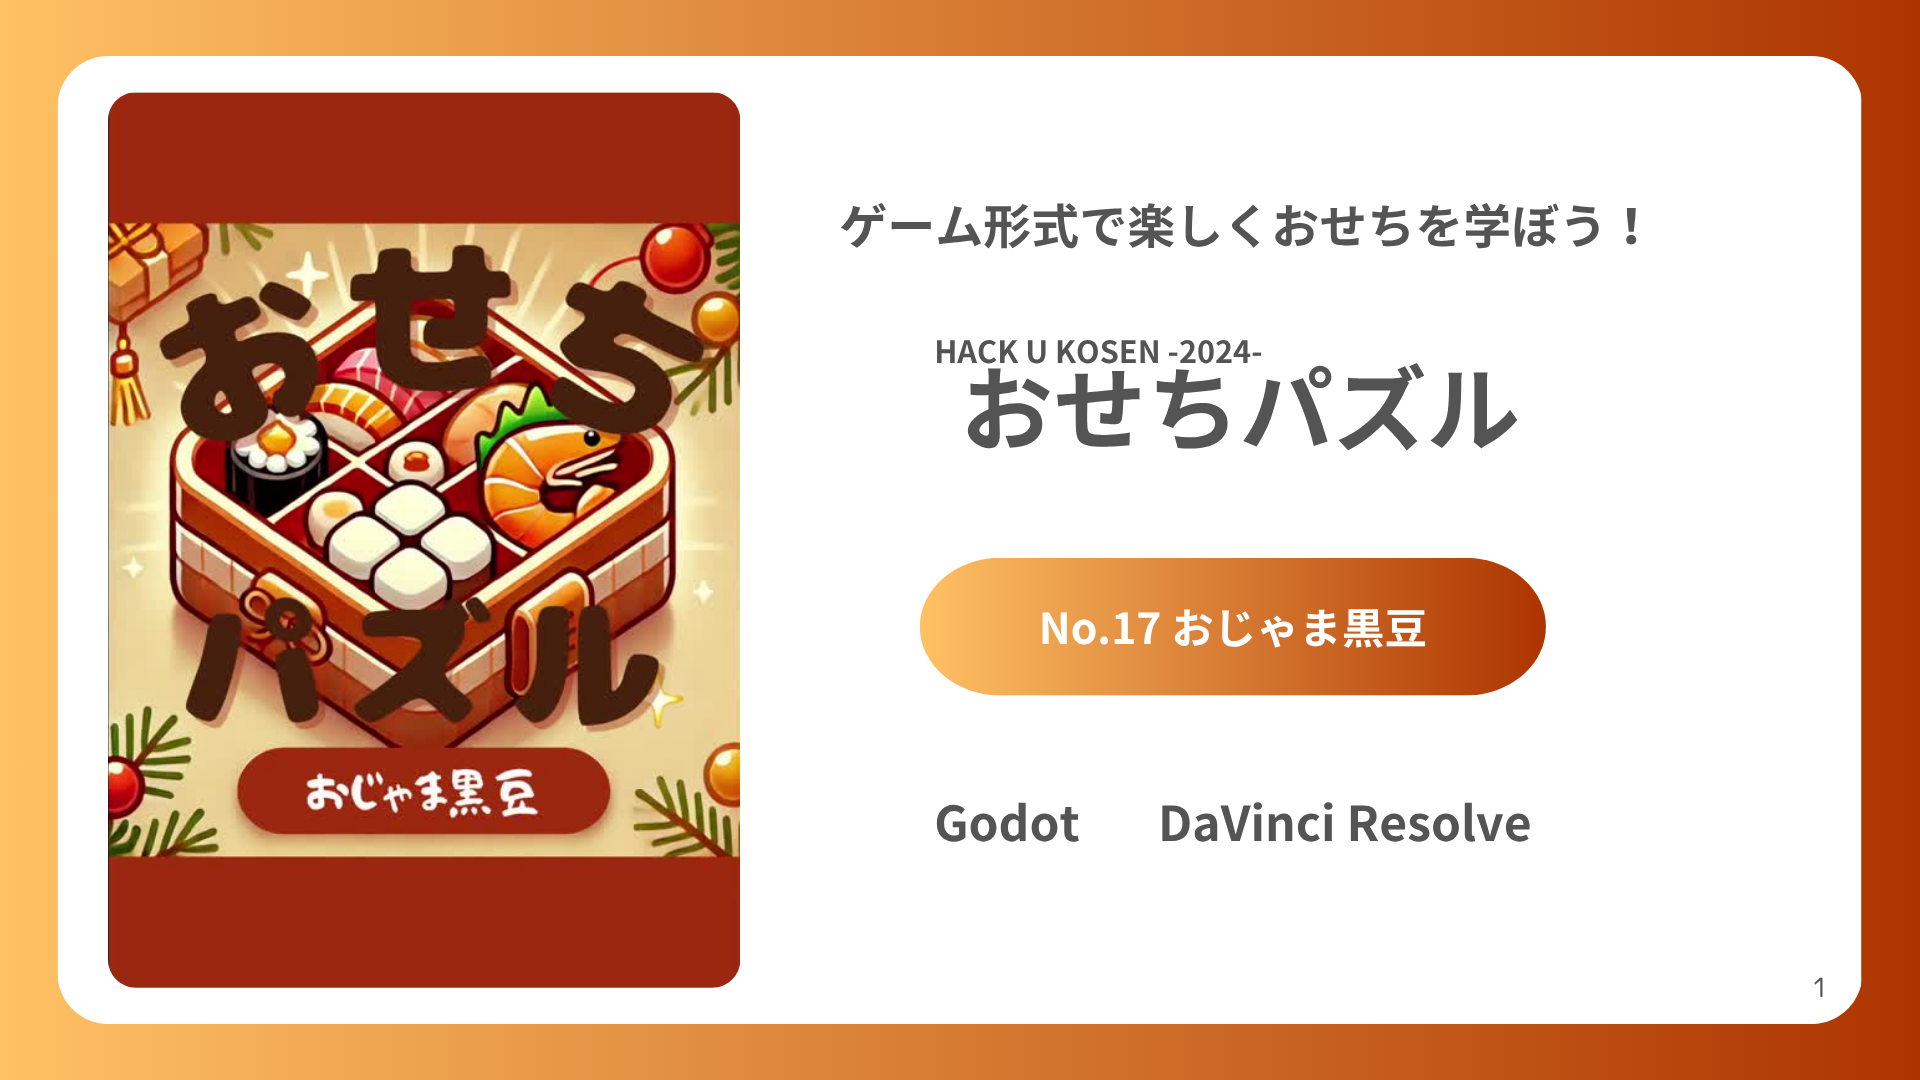 おせち
パズル
おじゃま黒豆
ゲーム形式で楽しくおせちを学ぼう！
HACK U KOSEN -2024-
おせちパズル
No.17 おじゃま黒豆
Godot DaVinci Resolve
1